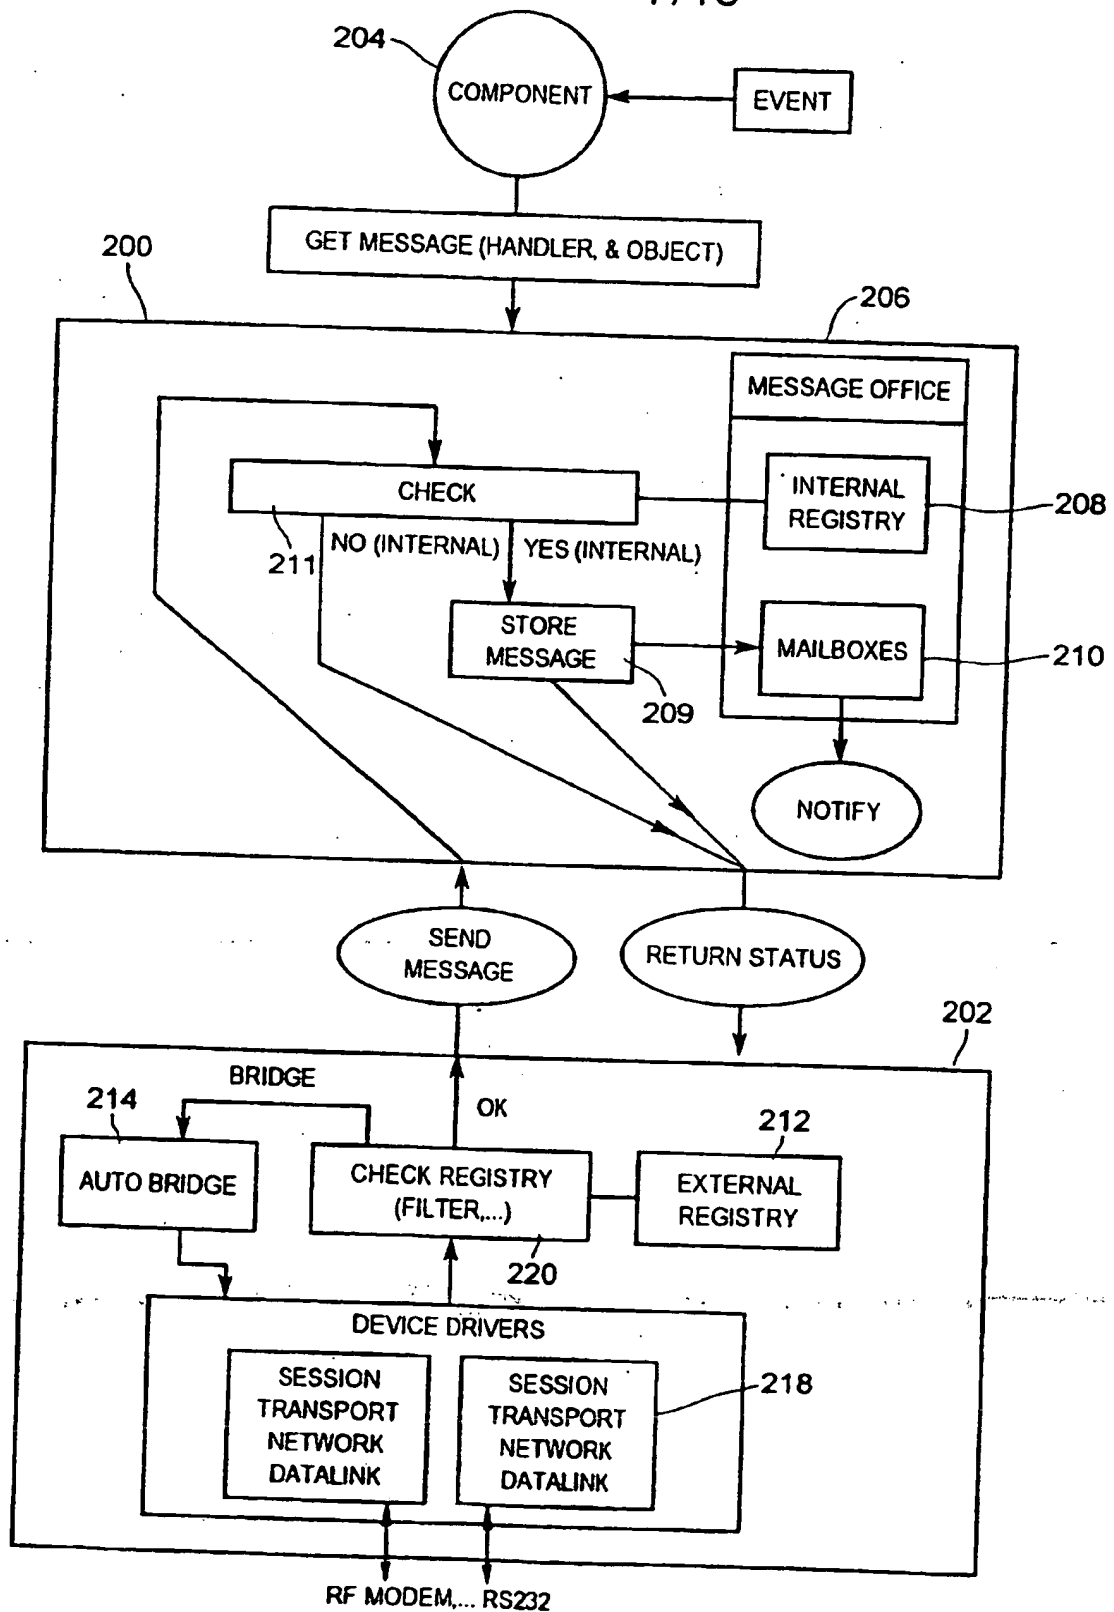 204
COMPONENT
EVENT
GET MESSAGE (HANDLER, & OBJECT)
200
206
MESSAGE OFFICE
CHECK
INTERNAL
REGISTRY
208
211
NO (INTERNAL)
YES (INTERNAL)
STORE
MESSAGE
209
MAILBOXES
210
NOTIFY
SEND
MESSAGE
RETURN STATUS
202
BRIDGE
OK
214
212
AUTO BRIDGE
CHECK REGISTRY
(FILTER,...)
EXTERNAL
REGISTRY
220
DEVICE DRIVERS
SESSION
TRANSPORT
NETWORK
DATALINK
SESSION
TRANSPORT
NETWORK
DATALINK
218
RF MODEM,... RS232